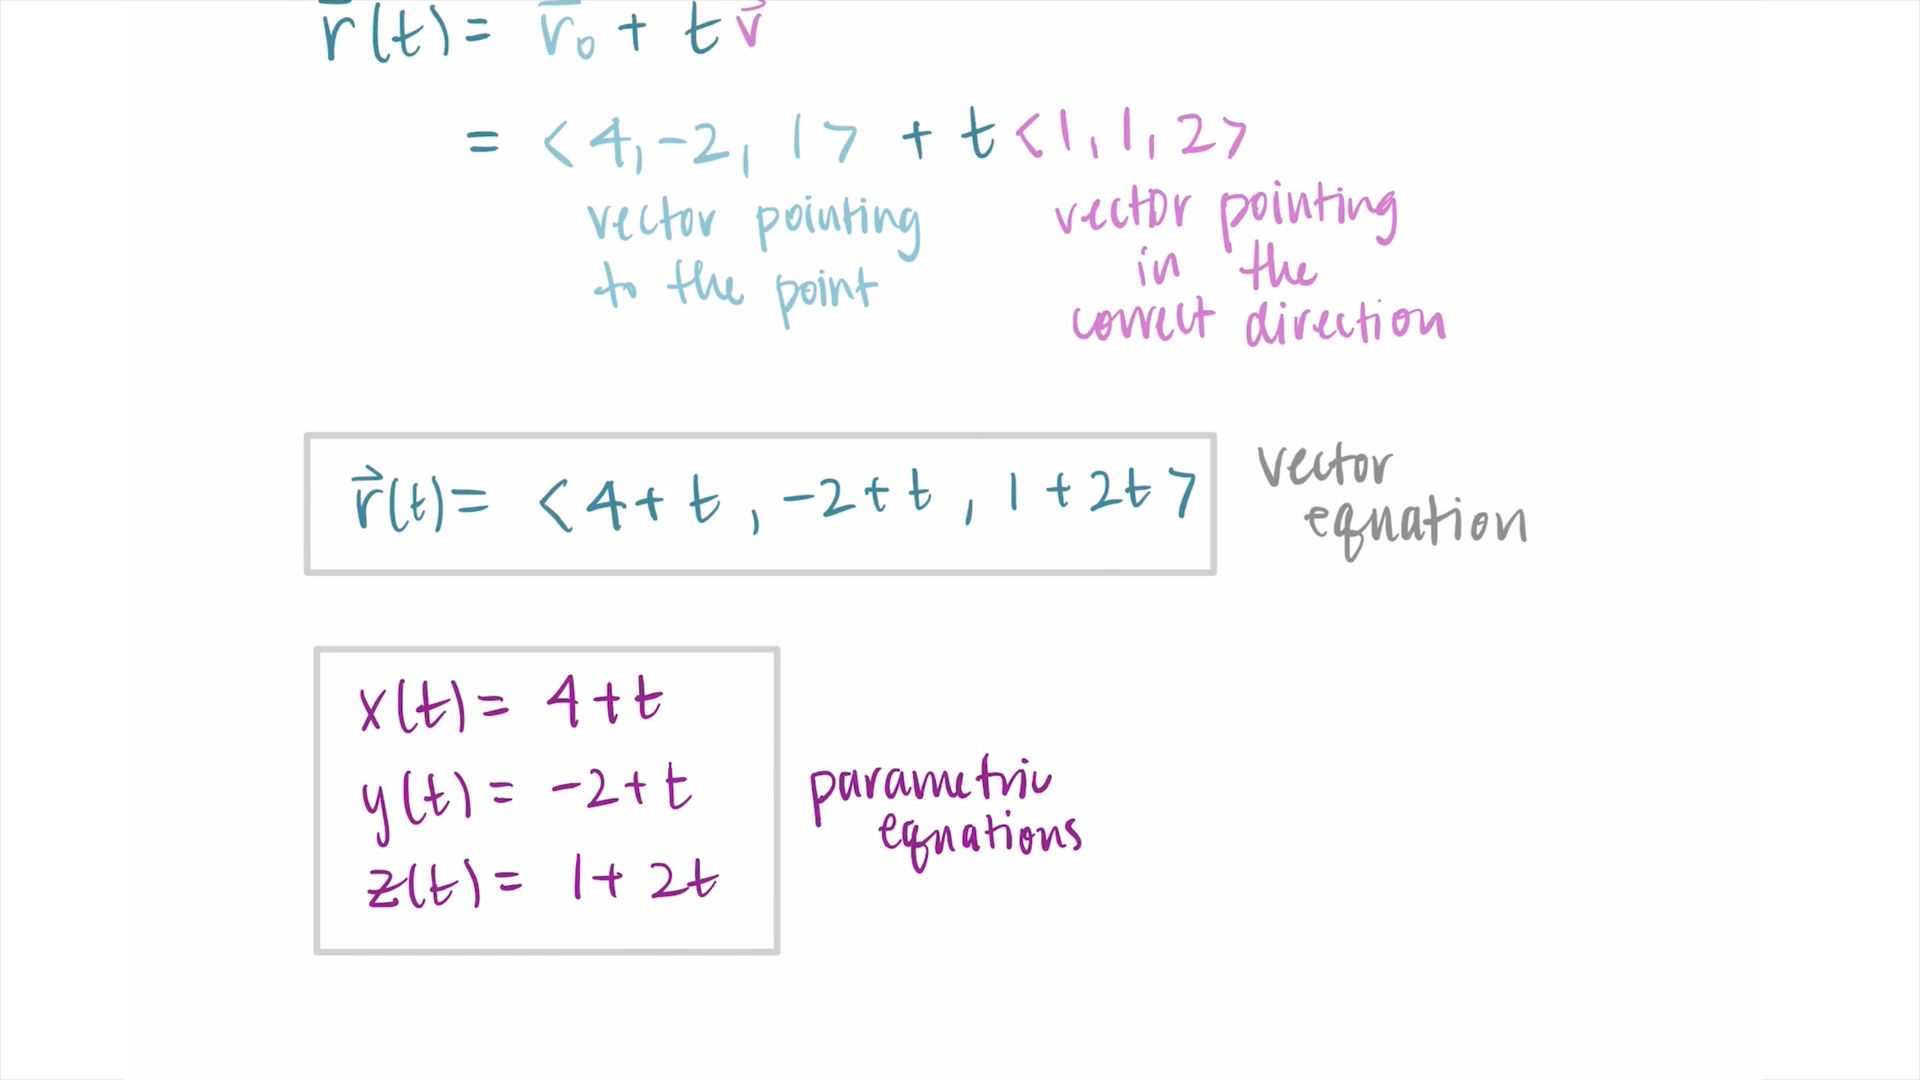 r⃗(t) = r⃗₀ + t v⃗
= <4, -2, 1> + t<1, 1, 2>
vector pointing
to the point
vector pointing
in the
correct direction
r⃗(t) = <4+t, -2+t, 1+2t>
vector
equation
x(t) = 4+t
y(t) = -2+t
z(t) = 1+2t
parametric
equations